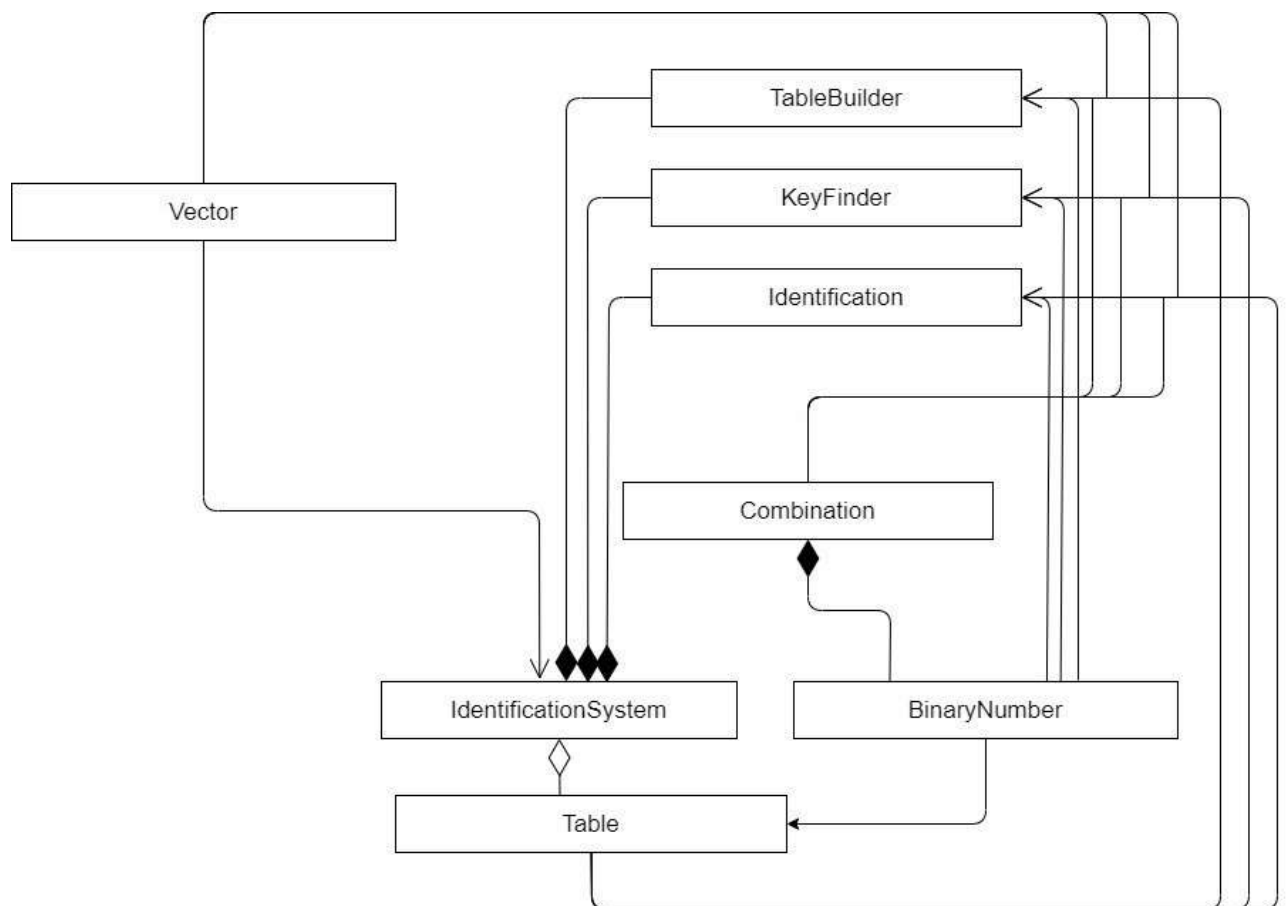 TableBuilder
KeyFinder
Vector
Identification
Combination
IdentificationSystem
BinaryNumber
Table